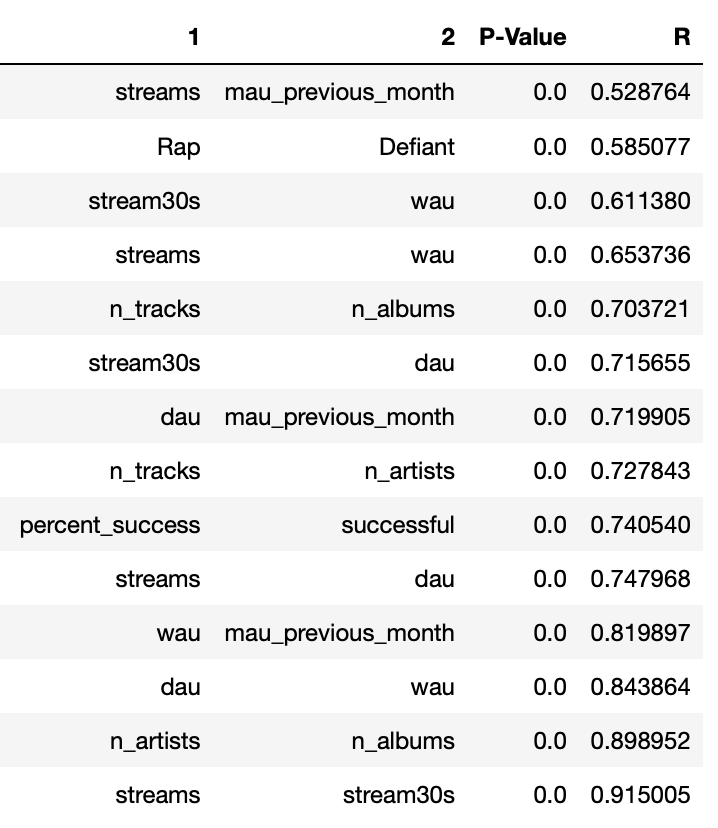 1 2 P-Value R
streams mau_previous_month 0.0 0.528764
Rap Defiant 0.0 0.585077
stream30s wau 0.0 0.611380
streams wau 0.0 0.653736
n_tracks n_albums 0.0 0.703721
stream30s dau 0.0 0.715655
dau mau_previous_month 0.0 0.719905
n_tracks n_artists 0.0 0.727843
percent_success successful 0.0 0.740540
streams dau 0.0 0.747968
wau mau_previous_month 0.0 0.819897
dau wau 0.0 0.843864
n_artists n_albums 0.0 0.898952
streams stream30s 0.0 0.915005